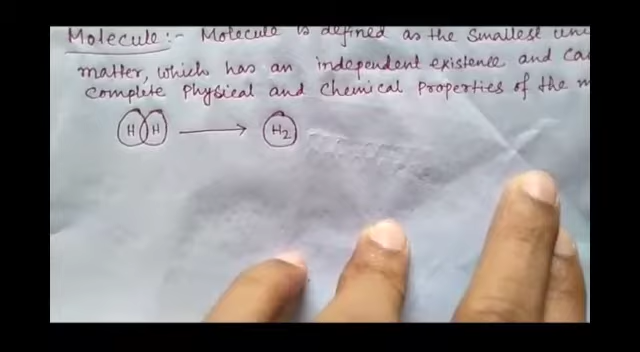 Molecule :- Molecule is defined as the smallest
matter, which has an independent existence and
complete Physical and Chemical Properties of the
H H → H2